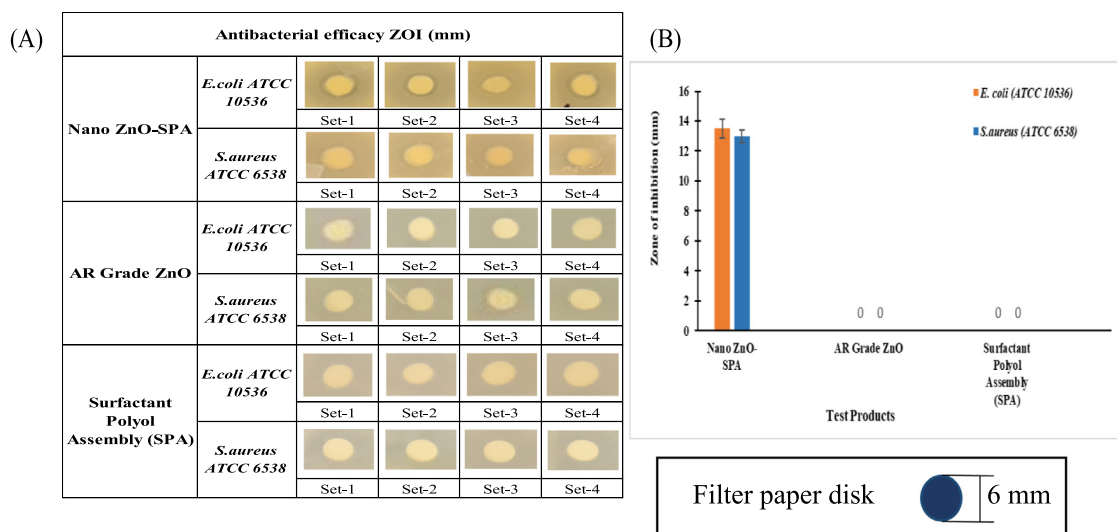 (A)
Antibacterial efficacy ZOI (mm)
Nano ZnO-SPA
E.coli ATCC
10536
Set-1 Set-2 Set-3 Set-4
S.aureus
ATCC 6538
Set-1 Set-2 Set-3 Set-4
AR Grade ZnO
E.coli ATCC
10536
Set-1 Set-2 Set-3 Set-4
S.aureus
ATCC 6538
Set-1 Set-2 Set-3 Set-4
Surfactant
Polyol
Assembly (SPA)
E.coli ATCC
10536
Set-1 Set-2 Set-3 Set-4
S.aureus
ATCC 6538
Set-1 Set-2 Set-3 Set-4
(B)
E. coli (ATCC 10536)
S.aureus (ATCC 6538)
Zone of inhibition (mm)
16
14
12
10
8
6
4
2
0
0 0
0 0
Nano ZnO-
SPA
AR Grade ZnO
Surfactant
Polyol
Assembly
(SPA)
Test Products
Filter paper disk
6 mm